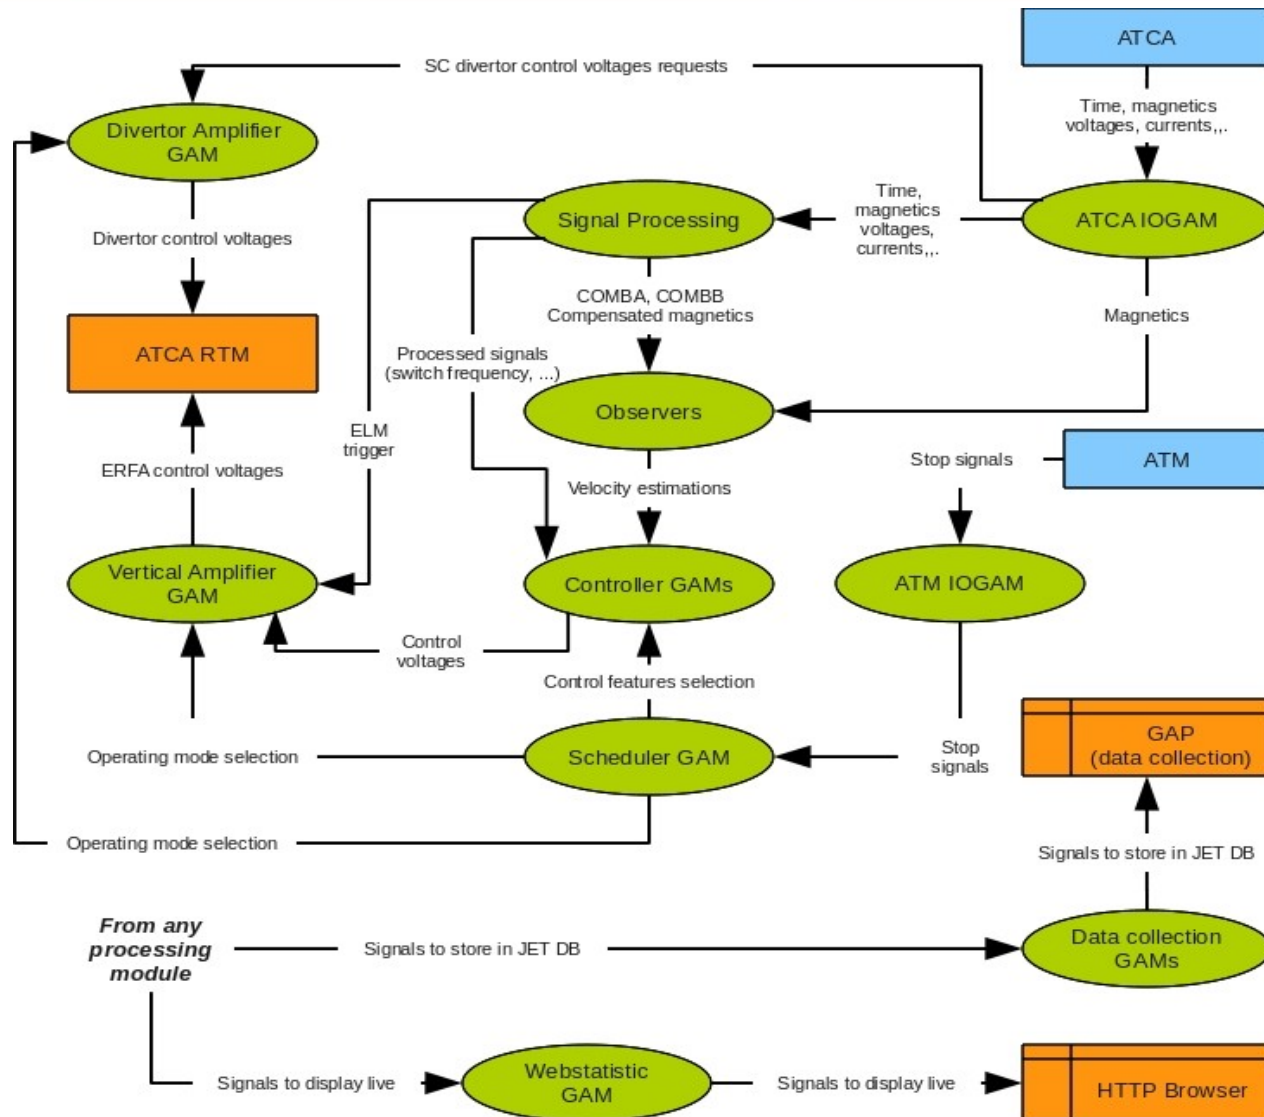 ATCA
SC divertor control voltages requests
Time, magnetics
voltages, currents,,.
Divertor Amplifier
GAM
Signal Processing
Time,
magnetics
voltages,
currents,,.
ATCA IOGAM
Divertor control voltages
COMBA, COMBB
Compensated magnetics
Magnetics
ATCA RTM
Processed signals
(switch frequency, ...)
Observers
ELM
trigger
ERFA control voltages
Stop signals
ATM
Velocity estimations
Vertical Amplifier
GAM
Controller GAMs
ATM IOGAM
Control
voltages
Control features selection
Operating mode selection
Scheduler GAM
Stop
signals
GAP
(data collection)
Operating mode selection
Signals to store in JET DB
From any
processing
module
Signals to store in JET DB
Data collection
GAMs
Signals to display live
Webstatistic
GAM
Signals to display live
HTTP Browser